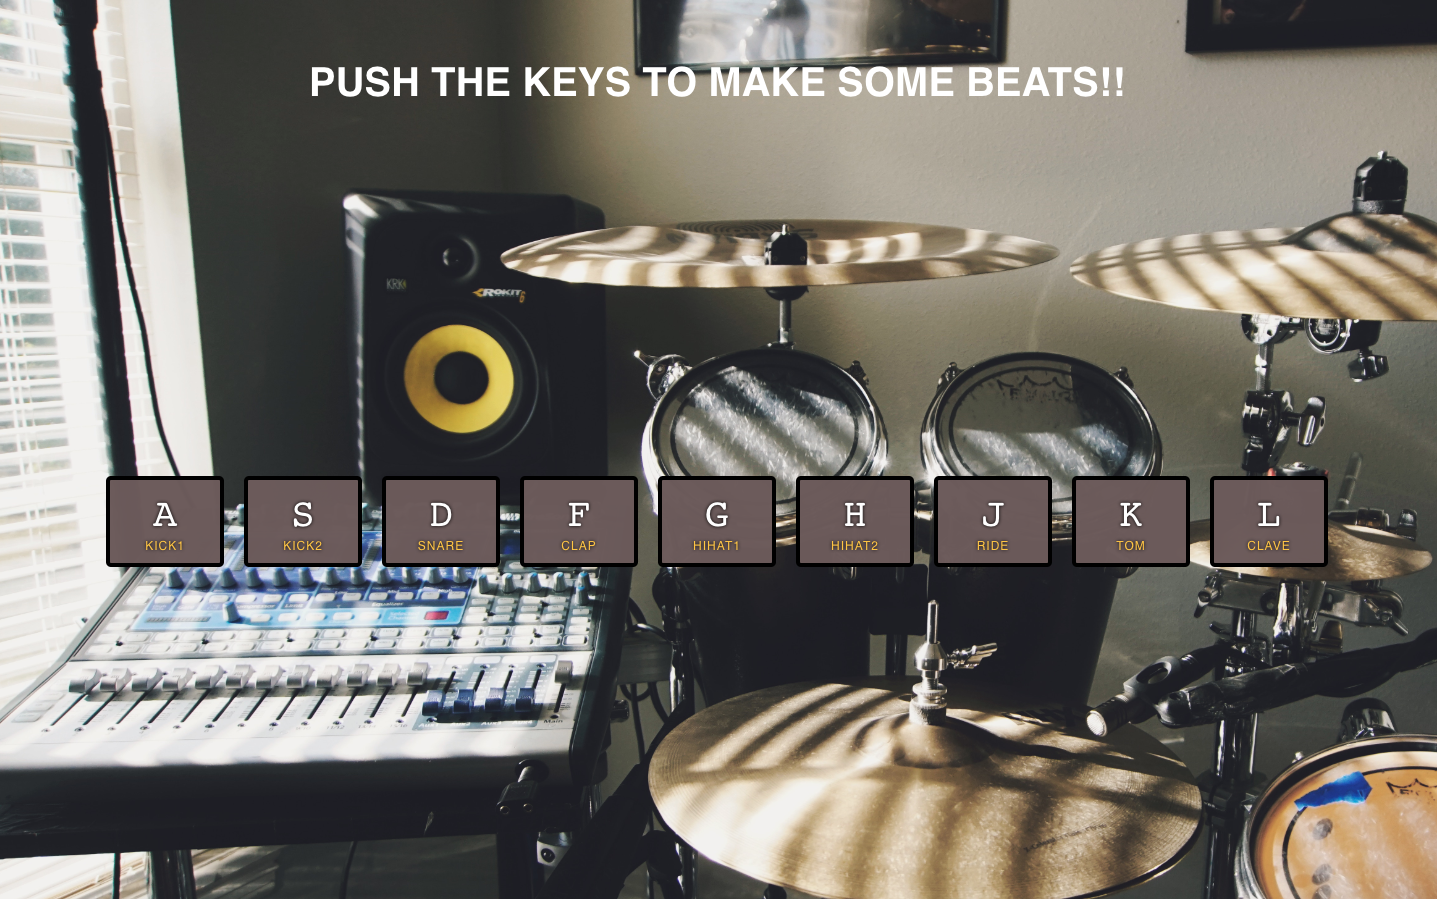 PUSH THE KEYS TO MAKE SOME BEATS!!
KRK
ROKIT 6
A
KICK1
S
KICK2
D
SNARE
F
CLAP
G
HIHAT1
H
HIHAT2
J
RIDE
K
TOM
L
CLAVE
Main